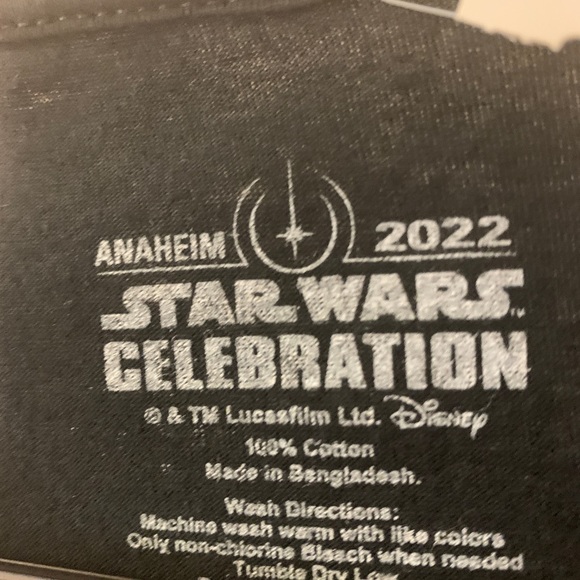 ANAHEIM 2022
STAR WARS™
CELEBRATION
© & TM Lucasfilm Ltd. Disney
100% Cotton
Made in Bangladesh.
Wash Directions:
Machine wash warm with like colors
Only non-chlorine Bleach when needed
Tumble Dry Low